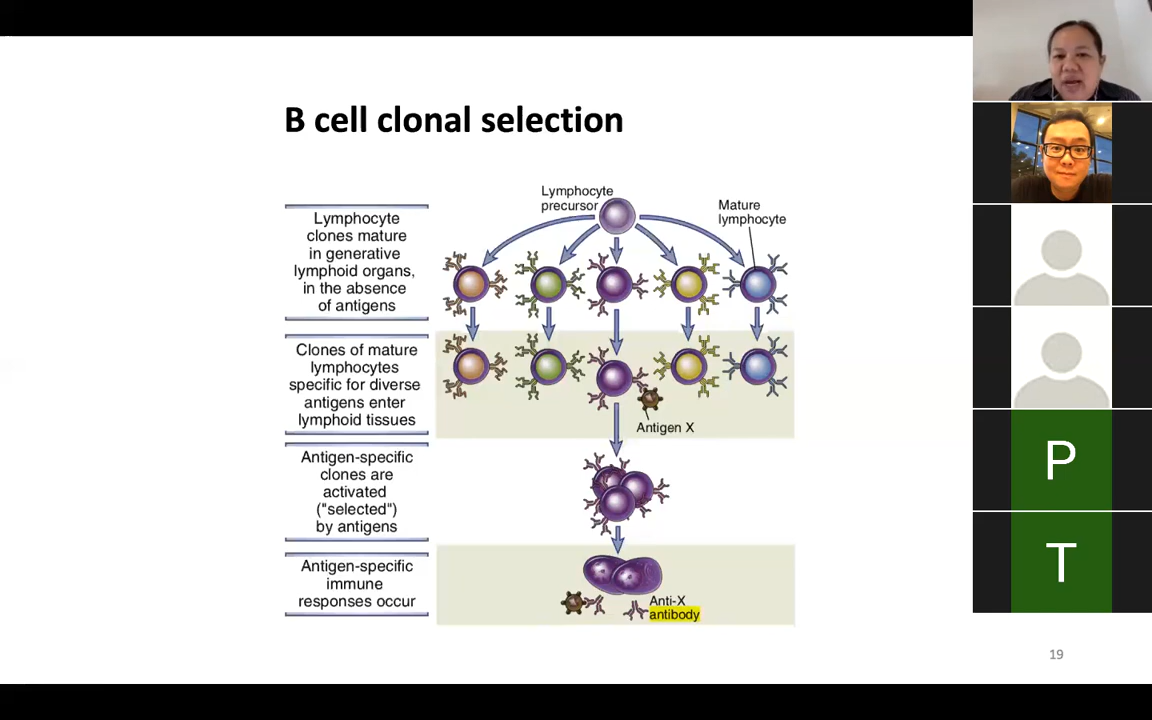 B cell clonal selection
Lymphocyte
precursor
Mature
lymphocyte
Lymphocyte
clones mature
in generative
lymphoid organs,
in the absence
of antigens
Clones of mature
lymphocytes
specific for diverse
antigens enter
lymphoid tissues
Antigen X
Antigen-specific
clones are
activated
("selected")
by antigens
Antigen-specific
immune
responses occur
Anti-X
antibody
19
P
T